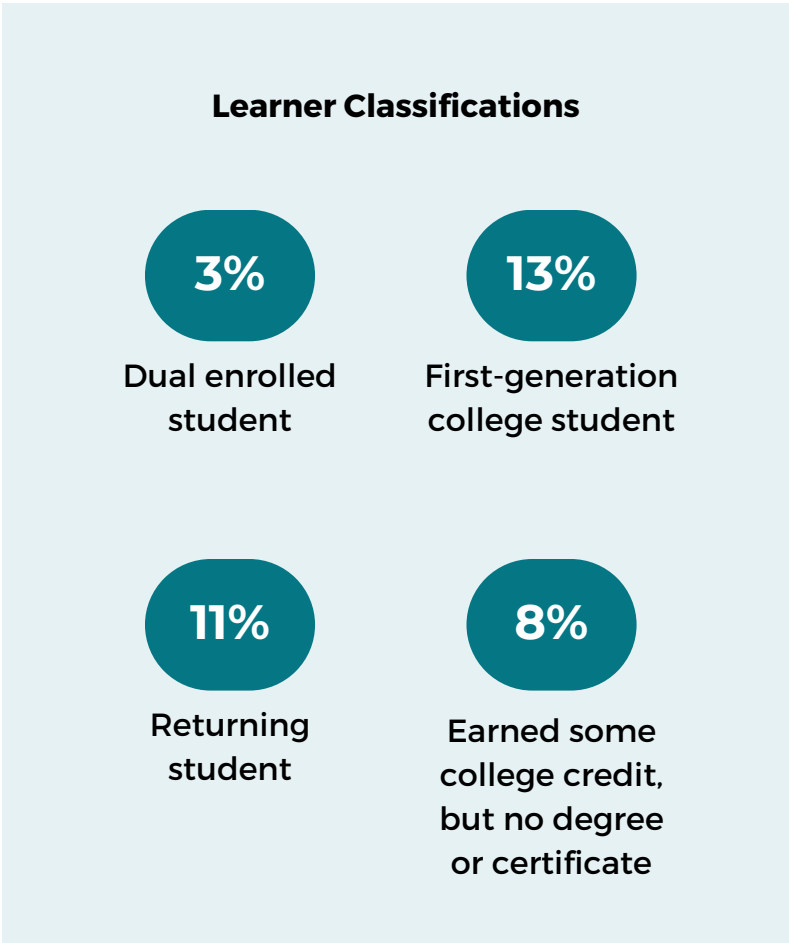 Learner Classifications
3%
Dual enrolled
student
13%
First-generation
college student
11%
Returning
student
8%
Earned some
college credit,
but no degree
or certificate